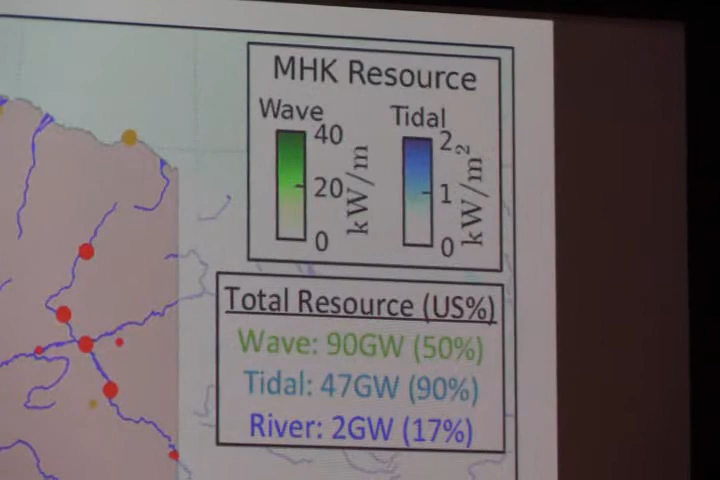 MHK Resource
Wave Tidal
40 2
20 1
0 0
kW/m kW/m²
Total Resource (US%)
Wave: 90GW (50%)
Tidal: 47GW (90%)
River: 2GW (17%)